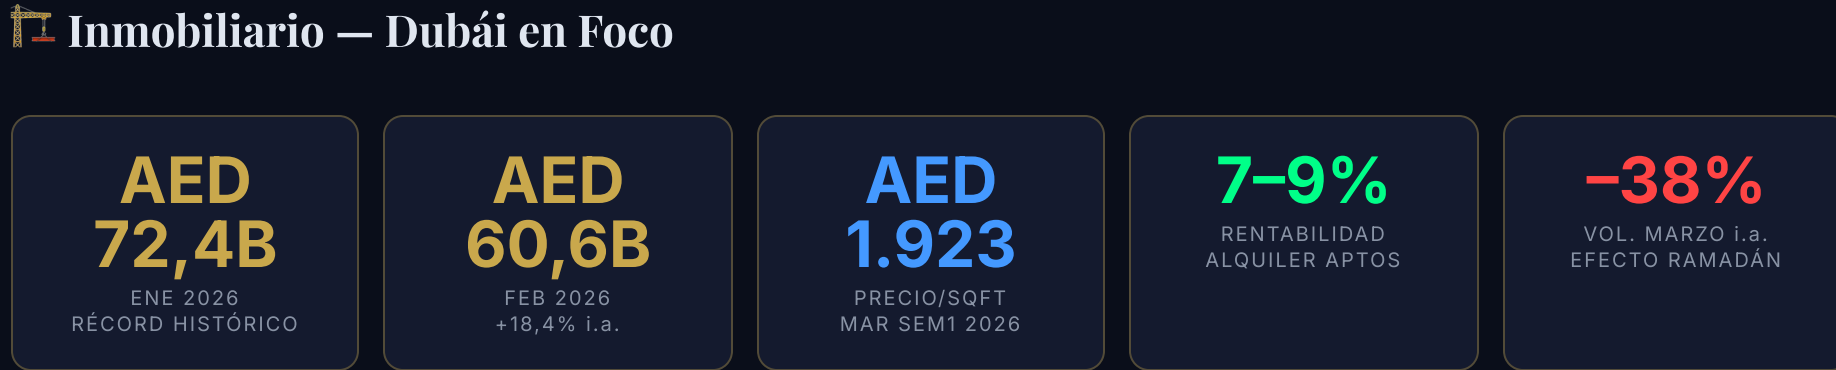 Inmobiliario — Dubái en Foco
AED
72,4B
ENE 2026
RÉCORD HISTÓRICO
AED
60,6B
FEB 2026
+18,4% i.a.
AED
1.923
PRECIO/SQFT
MAR SEM1 2026
7–9%
RENTABILIDAD
ALQUILER APTOS
–38%
VOL. MARZO i.a.
EFECTO RAMADÁN